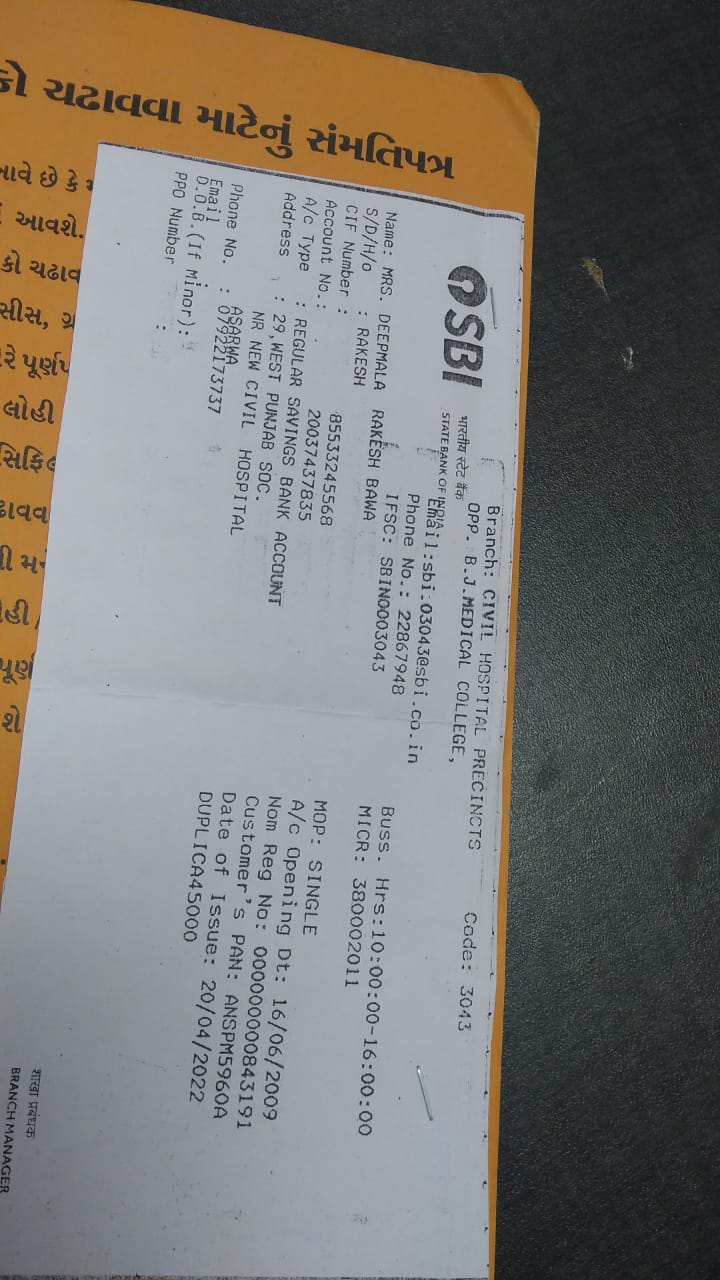 કો ચઢાવવા માટેનું સંમતિપત્ર
આવે છે કે
આવશે.
કો ચઢાવ
સીસ, ગ્ર
રે પૂર્ણપ
લોહી
સિફિલ
ઢાવવ
ી મને
ોહી
પૂર્ણ
શે
SBI
भारतीय स्टेट बैंक
STATE BANK OF INDIA
Branch: CIVIL HOSPITAL PRECINCTS Code: 3043
OPP. B.J.MEDICAL COLLEGE,
Email:sbi.03043@sbi.co.in
Phone No.: 22867948 Buss. Hrs:10:00:00-16:00:00
IFSC: SBIN0003043 MICR: 380002011
Name: MRS. DEEPMALA RAKESH BAWA
S/D/H/o : RAKESH
CIF Number : 85533245568 MOP: SINGLE
Account No.: 20037437835 A/c Opening Dt: 16/06/2009
A/c Type : REGULAR SAVINGS BANK ACCOUNT Nom Reg No: 0000000000843191
Address : 29,WEST PUNJAB SOC. Customer's PAN: ANSPM5960A
NR NEW CIVIL HOSPITAL Date of Issue: 20/04/2022
ASARWA DUPLICA45000
Phone No. : 07922173737
Email :
D.O.B.(If Minor):
PPO Number :
शाखा प्रबंधक
BRANCH MANAGER